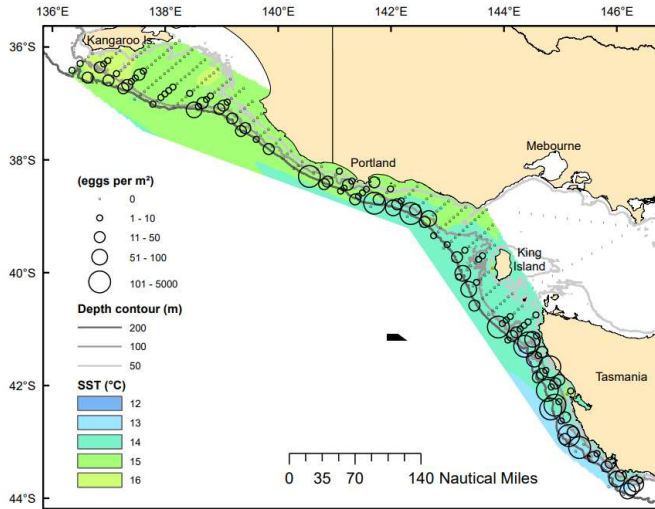 136°E 138°E 140°E 142°E 144°E 146°E
36°S
38°S
40°S
42°S
44°S
Kangaroo Is.
Portland
Mebourne
King
Island
Tasmania
(eggs per m²)
0
1 - 10
11 - 50
51 - 100
101 - 5000
Depth contour (m)
200
100
50
SST (°C)
12
13
14
15
16
0 35 70 140 Nautical Miles